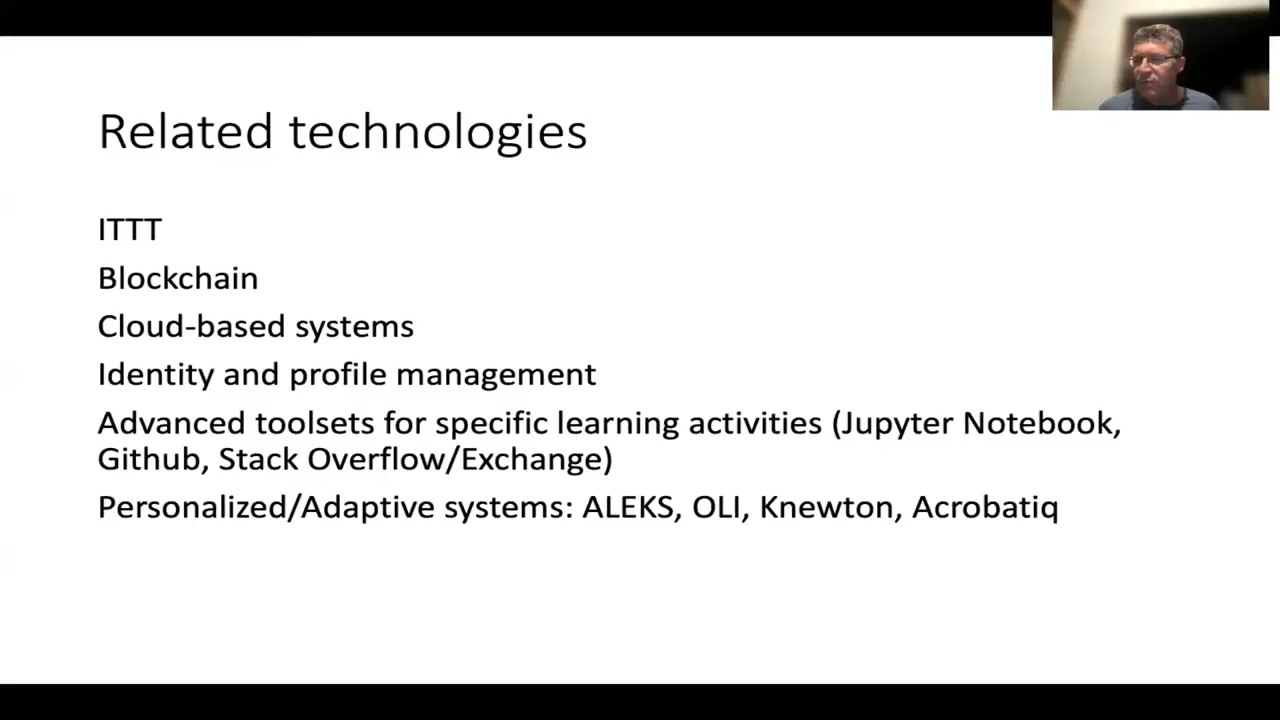 Related technologies
ITTT
Blockchain
Cloud-based systems
Identity and profile management
Advanced toolsets for specific learning activities (Jupyter Notebook,
Github, Stack Overflow/Exchange)
Personalized/Adaptive systems: ALEKS, OLI, Knewton, Acrobatiq